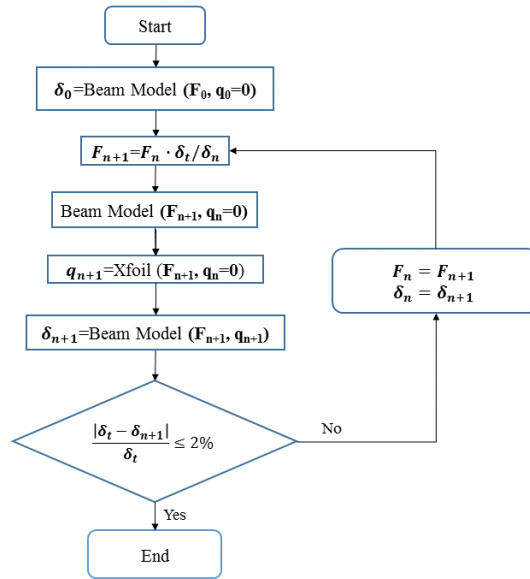 Start
δ₀=Beam Model (F₀, q₀=0)
Fₙ₊₁=Fₙ · δₜ/δₙ
Beam Model (Fₙ₊₁, qₙ=0)
qₙ₊₁=Xfoil (Fₙ₊₁, qₙ=0)
δₙ₊₁=Beam Model (Fₙ₊₁, qₙ₊₁)
|δₜ − δₙ₊₁|
δₜ
≤ 2%
No
Fₙ = Fₙ₊₁
δₙ = δₙ₊₁
Yes
End